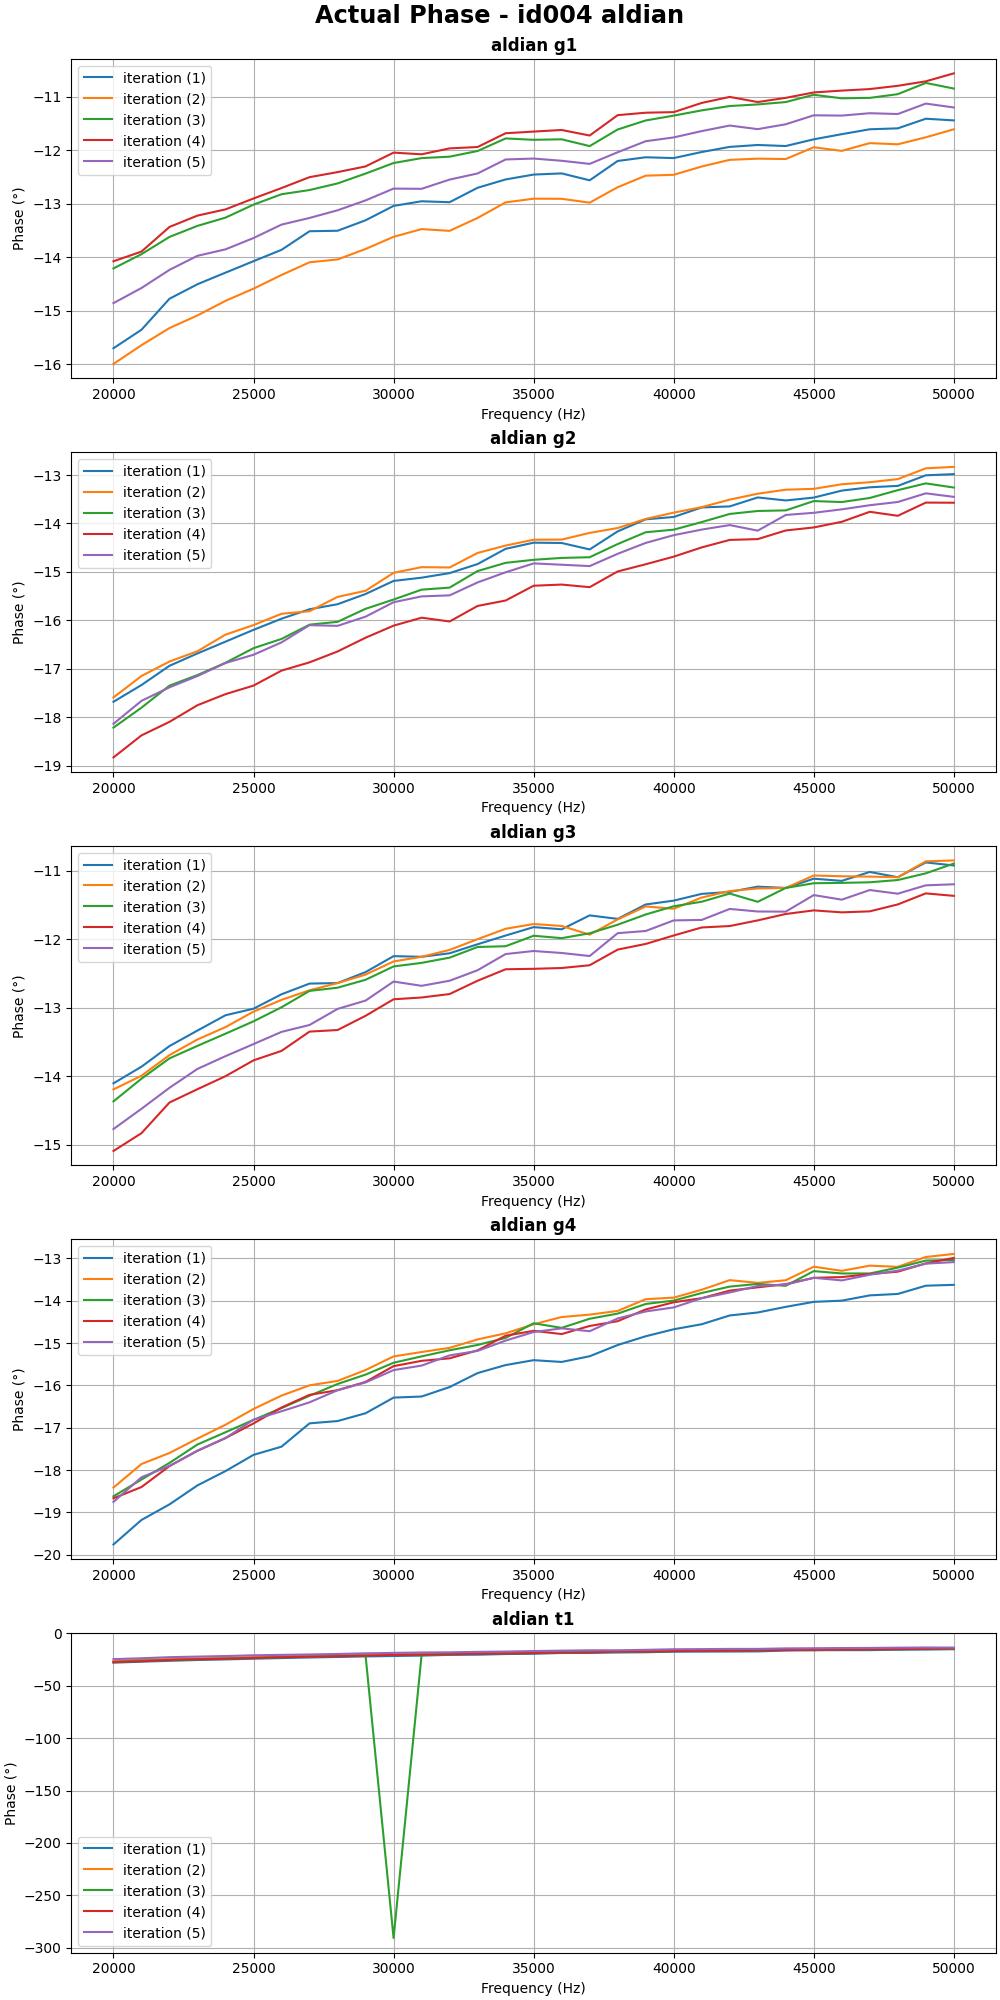 Actual Phase - id004 aldian
aldian g1
iteration (1)
iteration (2)
iteration (3)
iteration (4)
iteration (5)
Phase (°)
−11
−12
−13
−14
−15
−16
20000 25000 30000 35000 40000 45000 50000
Frequency (Hz)
aldian g2
iteration (1)
iteration (2)
iteration (3)
iteration (4)
iteration (5)
Phase (°)
−13
−14
−15
−16
−17
−18
−19
20000 25000 30000 35000 40000 45000 50000
Frequency (Hz)
aldian g3
iteration (1)
iteration (2)
iteration (3)
iteration (4)
iteration (5)
Phase (°)
−11
−12
−13
−14
−15
20000 25000 30000 35000 40000 45000 50000
Frequency (Hz)
aldian g4
iteration (1)
iteration (2)
iteration (3)
iteration (4)
iteration (5)
Phase (°)
−13
−14
−15
−16
−17
−18
−19
−20
20000 25000 30000 35000 40000 45000 50000
Frequency (Hz)
aldian t1
Phase (°)
0
−50
−100
−150
−200
−250
−300
iteration (1)
iteration (2)
iteration (3)
iteration (4)
iteration (5)
20000 25000 30000 35000 40000 45000 50000
Frequency (Hz)